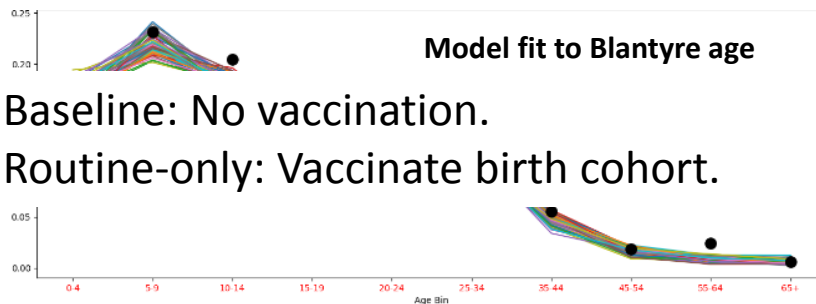 0.25
Model fit to Blantyre age
0.20
Baseline: No vaccination.
Routine-only: Vaccinate birth cohort.
0.05
0.00
0-4 5-9 10-14 15-19 20-24 25-34 35-44 45-54 55-64 65+
Age Bin